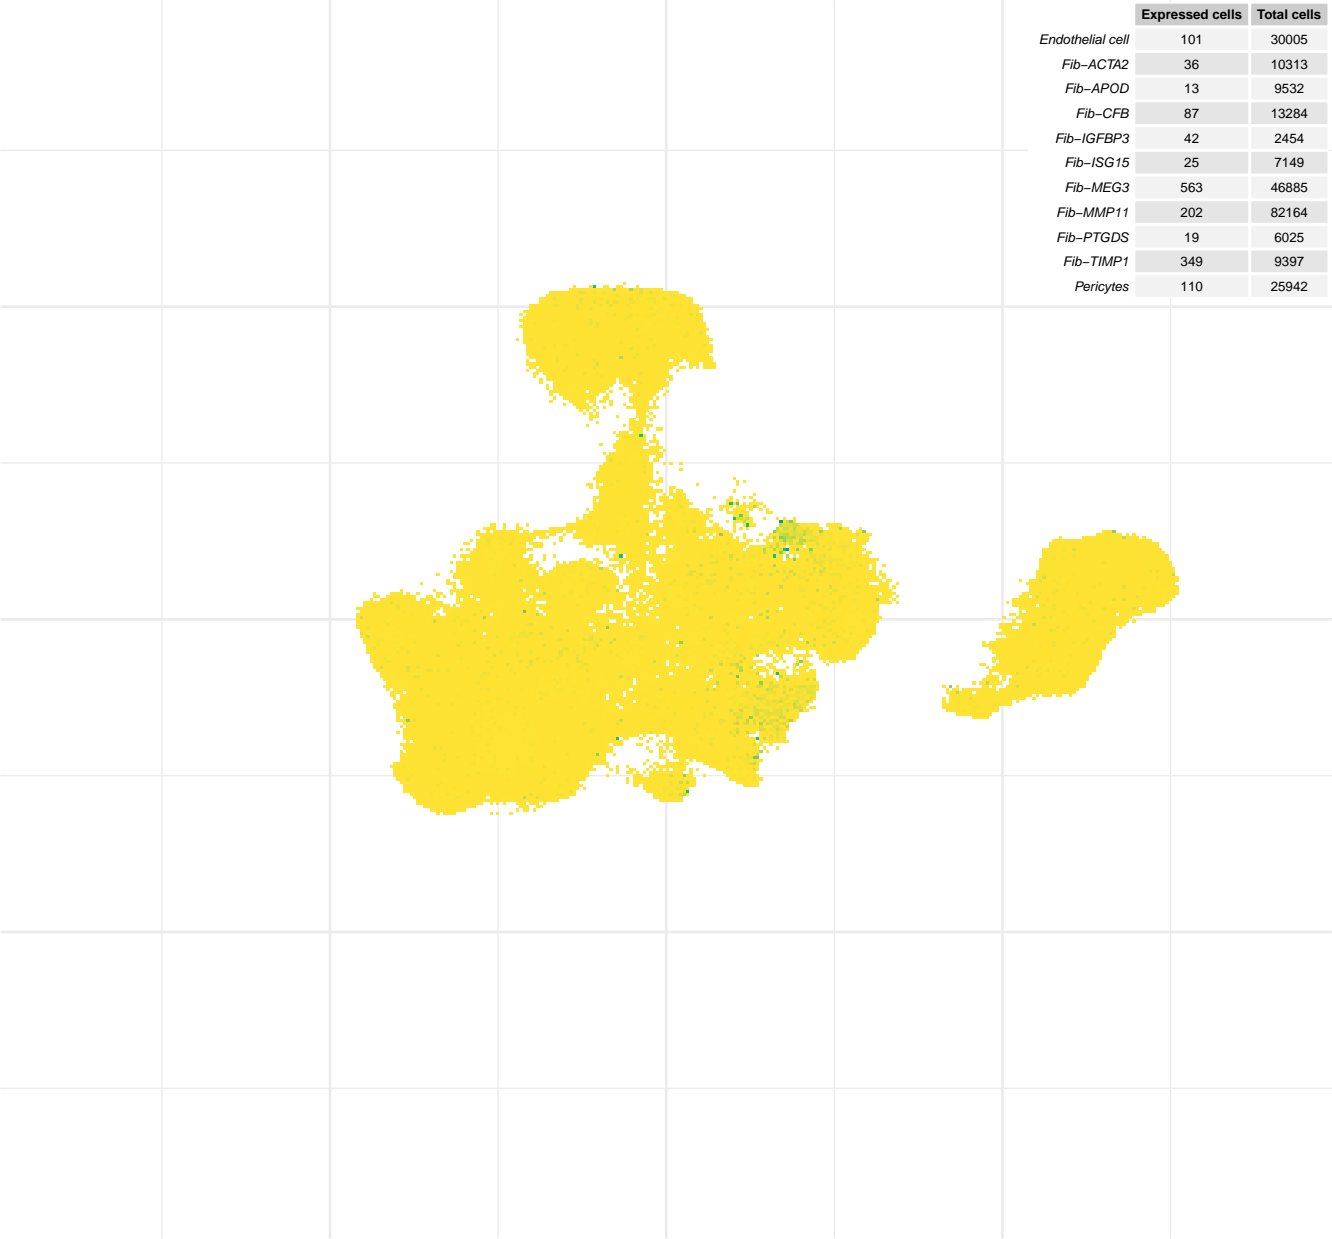 Expressed cells Total cells
Endothelial cell 101 30005
Fib−ACTA2 36 10313
Fib−APOD 13 9532
Fib−CFB 87 13284
Fib−IGFBP3 42 2454
Fib−ISG15 25 7149
Fib−MEG3 563 46885
Fib−MMP11 202 82164
Fib−PTGDS 19 6025
Fib−TIMP1 349 9397
Pericytes 110 25942